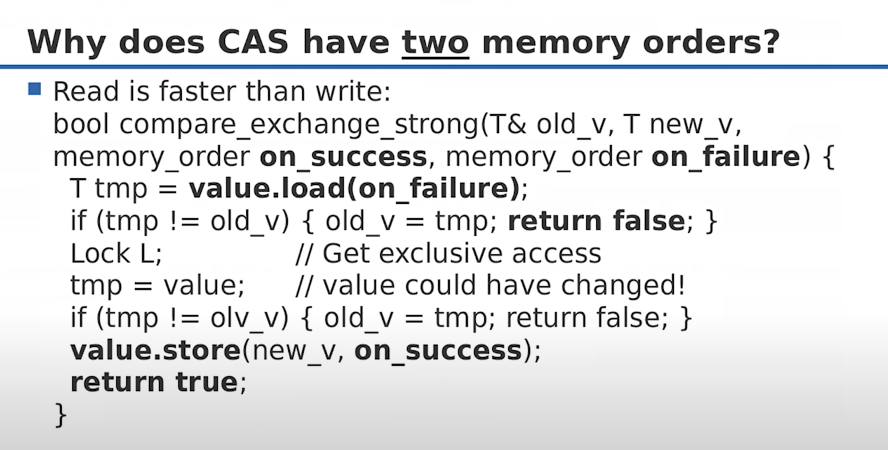 Why does CAS have two memory orders?
Read is faster than write:
bool compare_exchange_strong(T& old_v, T new_v,
memory_order on_success, memory_order on_failure) {
T tmp = value.load(on_failure);
if (tmp != old_v) { old_v = tmp; return false; }
Lock L; // Get exclusive access
tmp = value; // value could have changed!
if (tmp != olv_v) { old_v = tmp; return false; }
value.store(new_v, on_success);
return true;
}